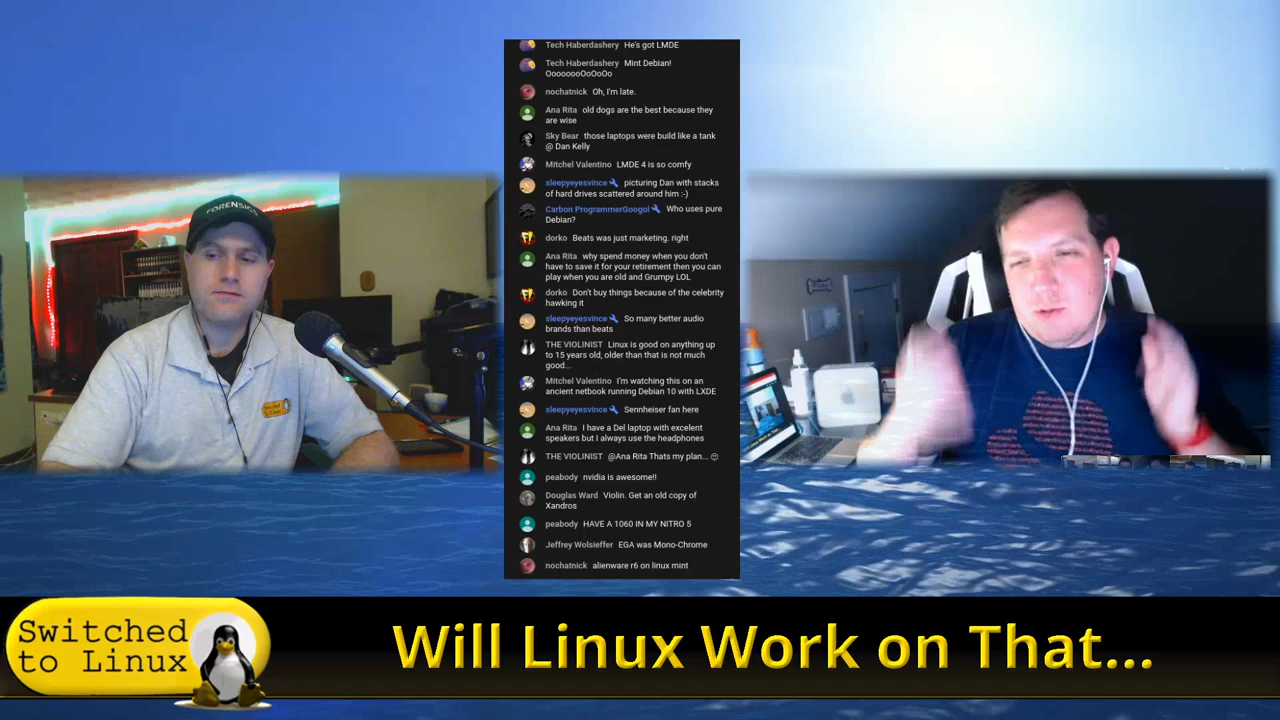 Tech Haberdashery He's got LMDE
Tech Haberdashery Mint Debian!
OooooooOoOoOo
nochatnick Oh, I'm late.
Ana Rita old dogs are the best because they
are wise
Sky Bear those laptops were build like a tank
@ Dan Kelly
Mitchel Valentino LMDE 4 is so comfy
sleepyeyesvince picturing Dan with stacks
of hard drives scattered around him :-)
Carbon ProgrammerGoogol Who uses pure
Debian?
dorko Beats was just marketing. right
Ana Rita why spend money when you don't
have to save it for your retirement then you can
play when you are old and Grumpy LOL
dorko Don't buy things because of the celebrity
hawking it
sleepyeyesvince So many better audio
brands than beats
THE VIOLINIST Linux is good on anything up
to 15 years old, older than that is not much
good...
Mitchel Valentino I'm watching this on an
ancient netbook running Debian 10 with LXDE
sleepyeyesvince Sennheiser fan here
Ana Rita I have a Del laptop with excelent
speakers but I always use the headphones
THE VIOLINIST @Ana Rita Thats my plan... 
peabody nvidia is awesome!!
Douglas Ward Violin. Get an old copy of
Xandros
peabody HAVE A 1060 IN MY NITRO 5
Jeffrey Wolsieffer EGA was Mono-Chrome
nochatnick alienware r6 on linux mint
FORENSIC
Switched
to Linux
Will Linux Work on That...